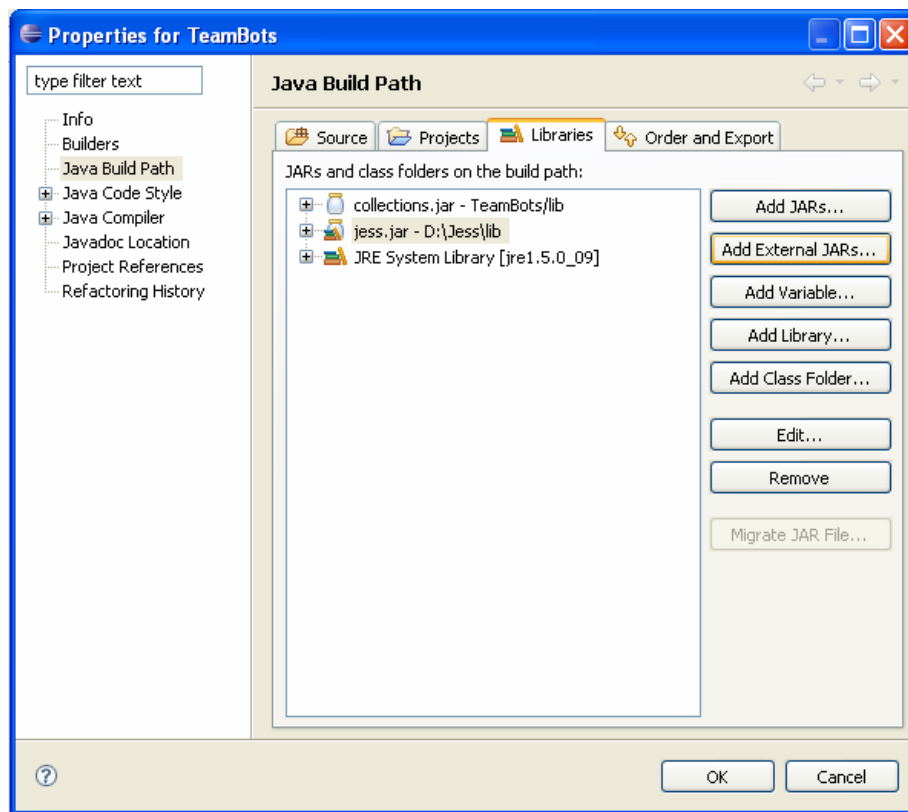 Properties for TeamBots
type filter text
Info
Builders
Java Build Path
Java Code Style
Java Compiler
Javadoc Location
Project References
Refactoring History
Java Build Path
Source
Projects
Libraries
Order and Export
JARs and class folders on the build path:
collections.jar - TeamBots/lib
jess.jar - D:\Jess\lib
JRE System Library [jre1.5.0_09]
Add JARs...
Add External JARs...
Add Variable...
Add Library...
Add Class Folder...
Edit...
Remove
Migrate JAR File...
?
OK
Cancel